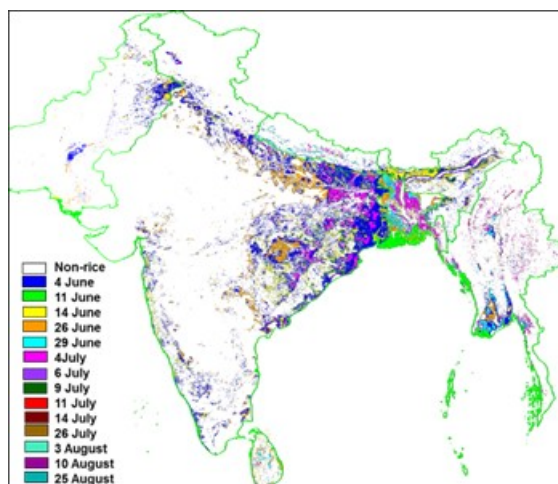 Non-rice
4 June
11 June
14 June
26 June
29 June
4July
6 July
9 July
11 July
14 July
26 July
3 August
10 August
25 August